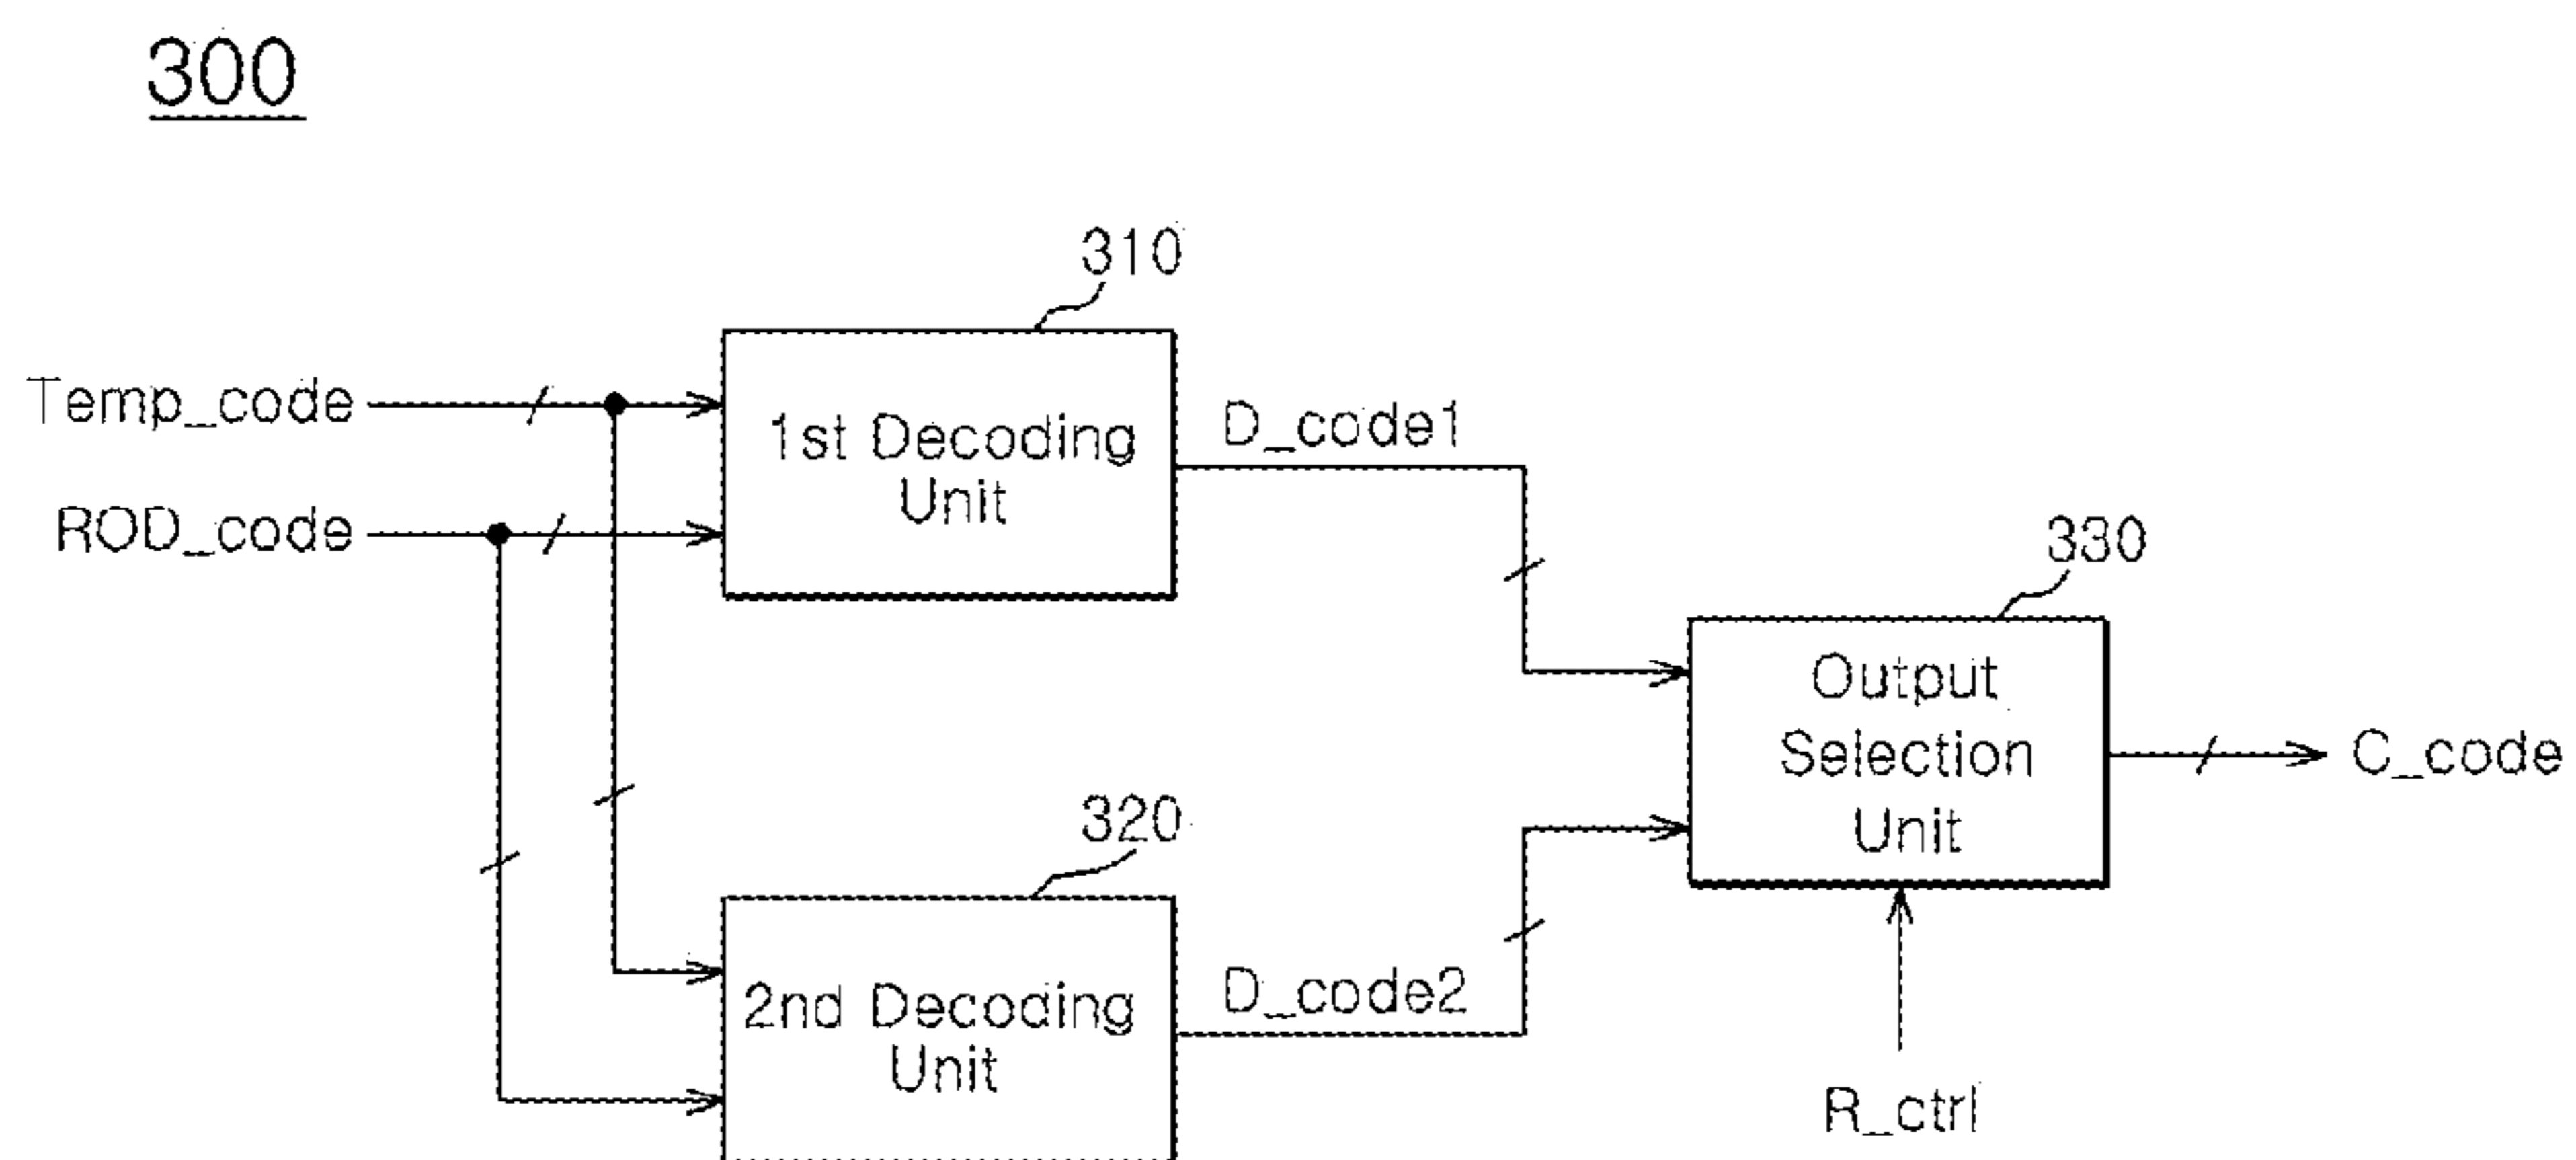 300
310
Temp_code
1st Decoding
Unit
D_code1
ROD_code
330
Output
Selection
Unit
C_code
320
2nd Decoding
Unit
D_code2
R_ctrl